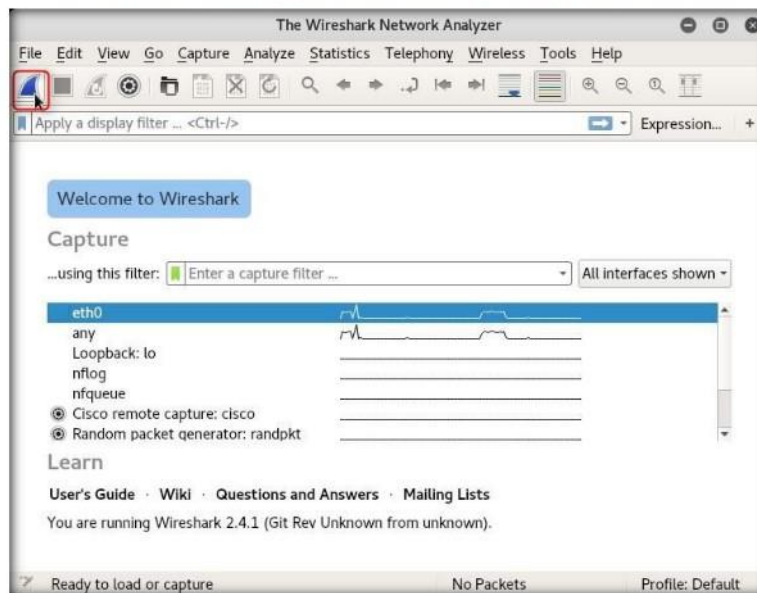 The Wireshark Network Analyzer
File Edit View Go Capture Analyze Statistics Telephony Wireless Tools Help
Apply a display filter ... <Ctrl-/>
Expression... +
Welcome to Wireshark
Capture
...using this filter: Enter a capture filter ... All interfaces shown
eth0
any
Loopback: lo
nflog
nfqueue
Cisco remote capture: cisco
Random packet generator: randpkt
Learn
User's Guide · Wiki · Questions and Answers · Mailing Lists
You are running Wireshark 2.4.1 (Git Rev Unknown from unknown).
Ready to load or capture No Packets Profile: Default